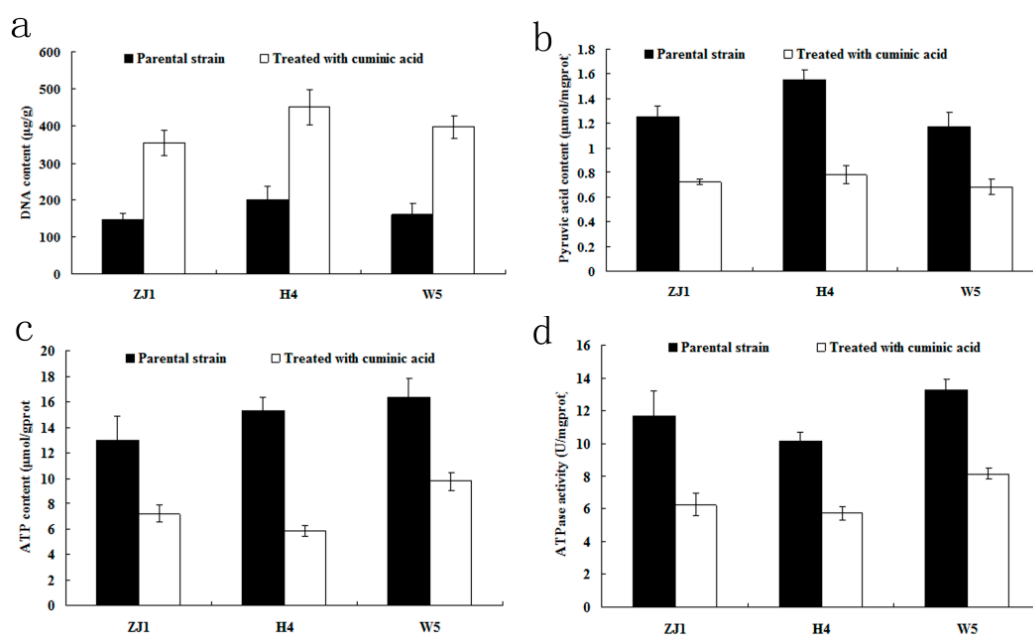 a
Parental strain
Treated with cuminic acid
DNA content (μg/g)
600
500
400
300
200
100
0
ZJ1
H4
W5
b
Parental strain
Treated with cuminic acid
Pyruvic acid content (μmol/mgprot)
1.8
1.6
1.4
1.2
1
0.8
0.6
0.4
0.2
0
ZJ1
H4
W5
c
Parental strain
Treated with cuminic acid
ATP content (μmol/gprot)
20
18
16
14
12
10
8
6
4
2
0
ZJ1
H4
W5
d
Parental strain
Treated with cuminic acid
ATPase activity (U/mgprot)
16
14
12
10
8
6
4
2
0
ZJ1
H4
W5